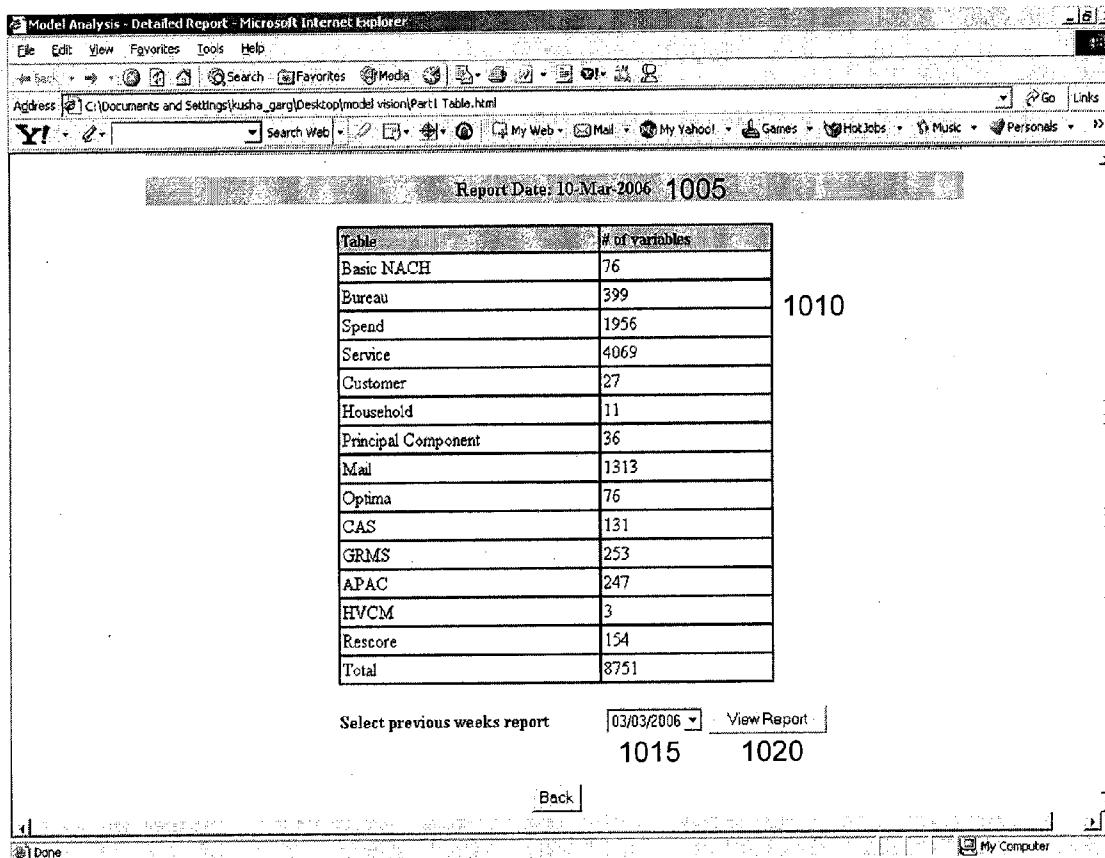 Model Analysis - Detailed Report - Microsoft Internet Explorer
File Edit View Favorites Tools Help
Back Search Favorites Media
Address C:\Documents and Settings\kusha_garg\Desktop\model vision\Part1 Table.html Go Links
Y! Search Web My Web Mail My Yahoo! Games HotJobs Music Personals »
Report Date: 10-Mar-2006 1005
Table # of variables
Basic NACH 76
Bureau 399
1010
Spend 1956
Service 4069
Customer 27
Household 11
Principal Component 36
Mail 1313
Optima 76
CAS 131
GRMS 253
APAC 247
HVCM 3
Rescore 154
Total 8751
Select previous weeks report 03/03/2006 View Report
1015 1020
Back
Done My Computer